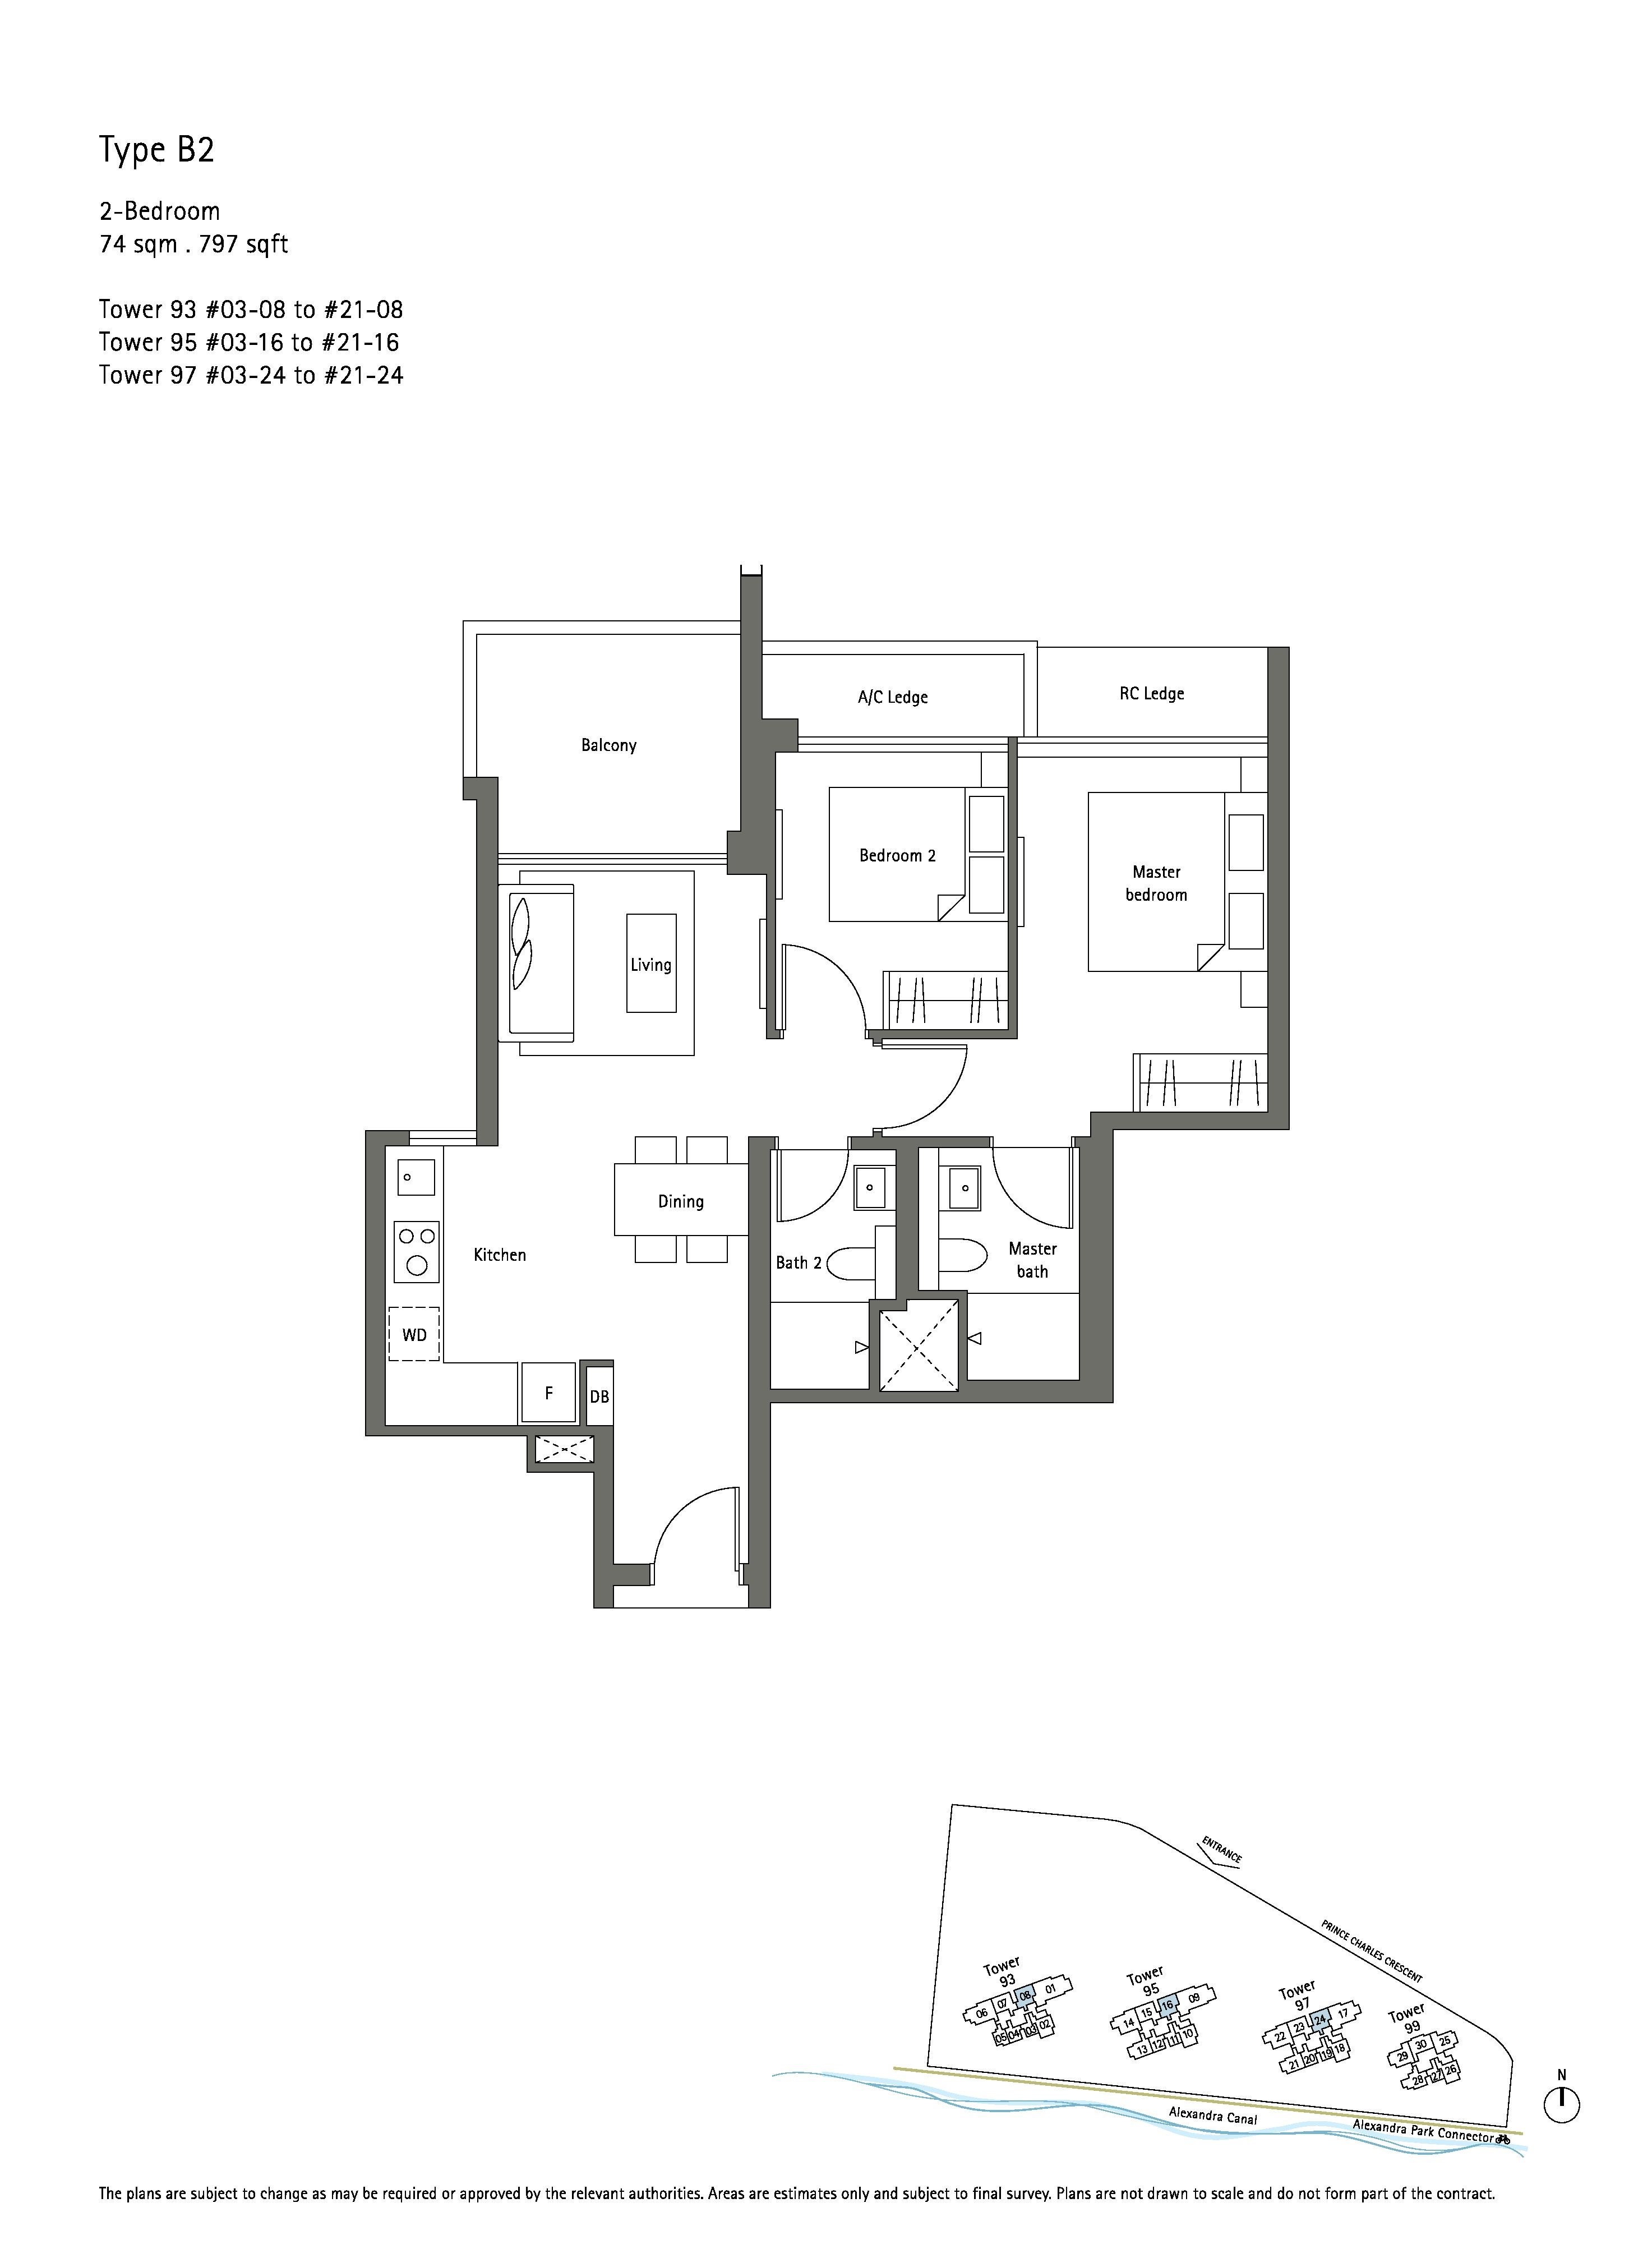 Type B2
2-Bedroom
74 sqm . 797 sqft
Tower 93 #03-08 to #21-08
Tower 95 #03-16 to #21-16
Tower 97 #03-24 to #21-24
A/C Ledge
RC Ledge
Balcony
Bedroom 2
Master
bedroom
Living
Dining
Kitchen
Bath 2
Master
bath
WD
F
DB
ENTRANCE
PRINCE CHARLES CRESCENT
Tower
93
06
07
08
01
05
04
03
02
Tower
95
14
15
16
09
13
12
11
10
Tower
97
22
23
24
17
21
20
19
18
Tower
99
29
30
25
28
27
26
N
Alexandra Canal
Alexandra Park Connector
The plans are subject to change as may be required or approved by the relevant authorities. Areas are estimates only and subject to final survey. Plans are not drawn to scale and do not form part of the contract.